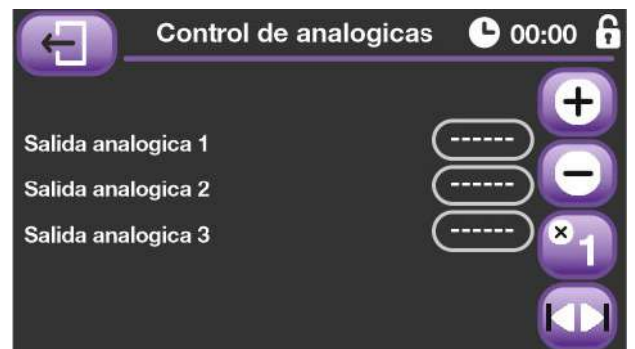 Control de analogicas 00:00
Salida analogica 1 ------
Salida analogica 2 ------
Salida analogica 3 ------
×1